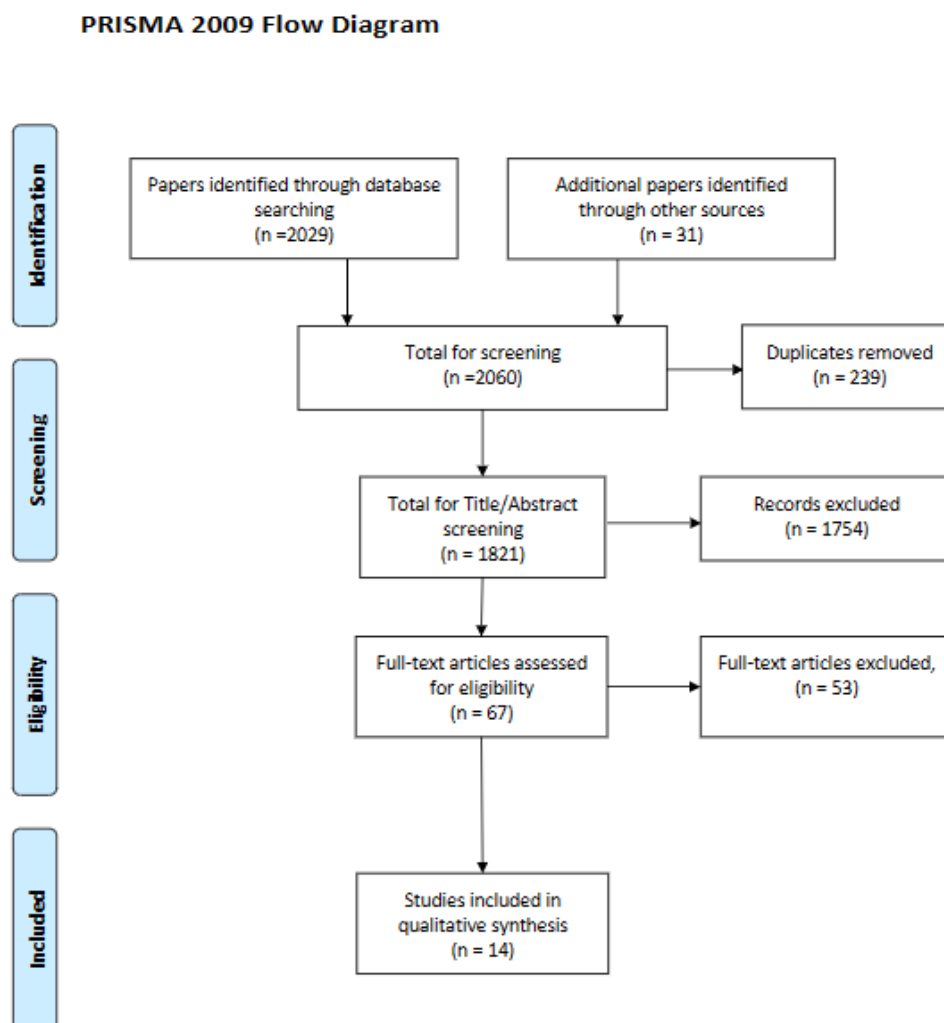 PRISMA 2009 Flow Diagram
Identification
Papers identified through database
searching
(n =2029)
Additional papers identified
through other sources
(n = 31)
Total for screening
(n =2060)
Duplicates removed
(n = 239)
Screening
Total for Title/Abstract
screening
(n = 1821)
Records excluded
(n = 1754)
Eligibility
Full-text articles assessed
for eligibility
(n = 67)
Full-text articles excluded,
(n = 53)
Included
Studies included in
qualitative synthesis
(n = 14)